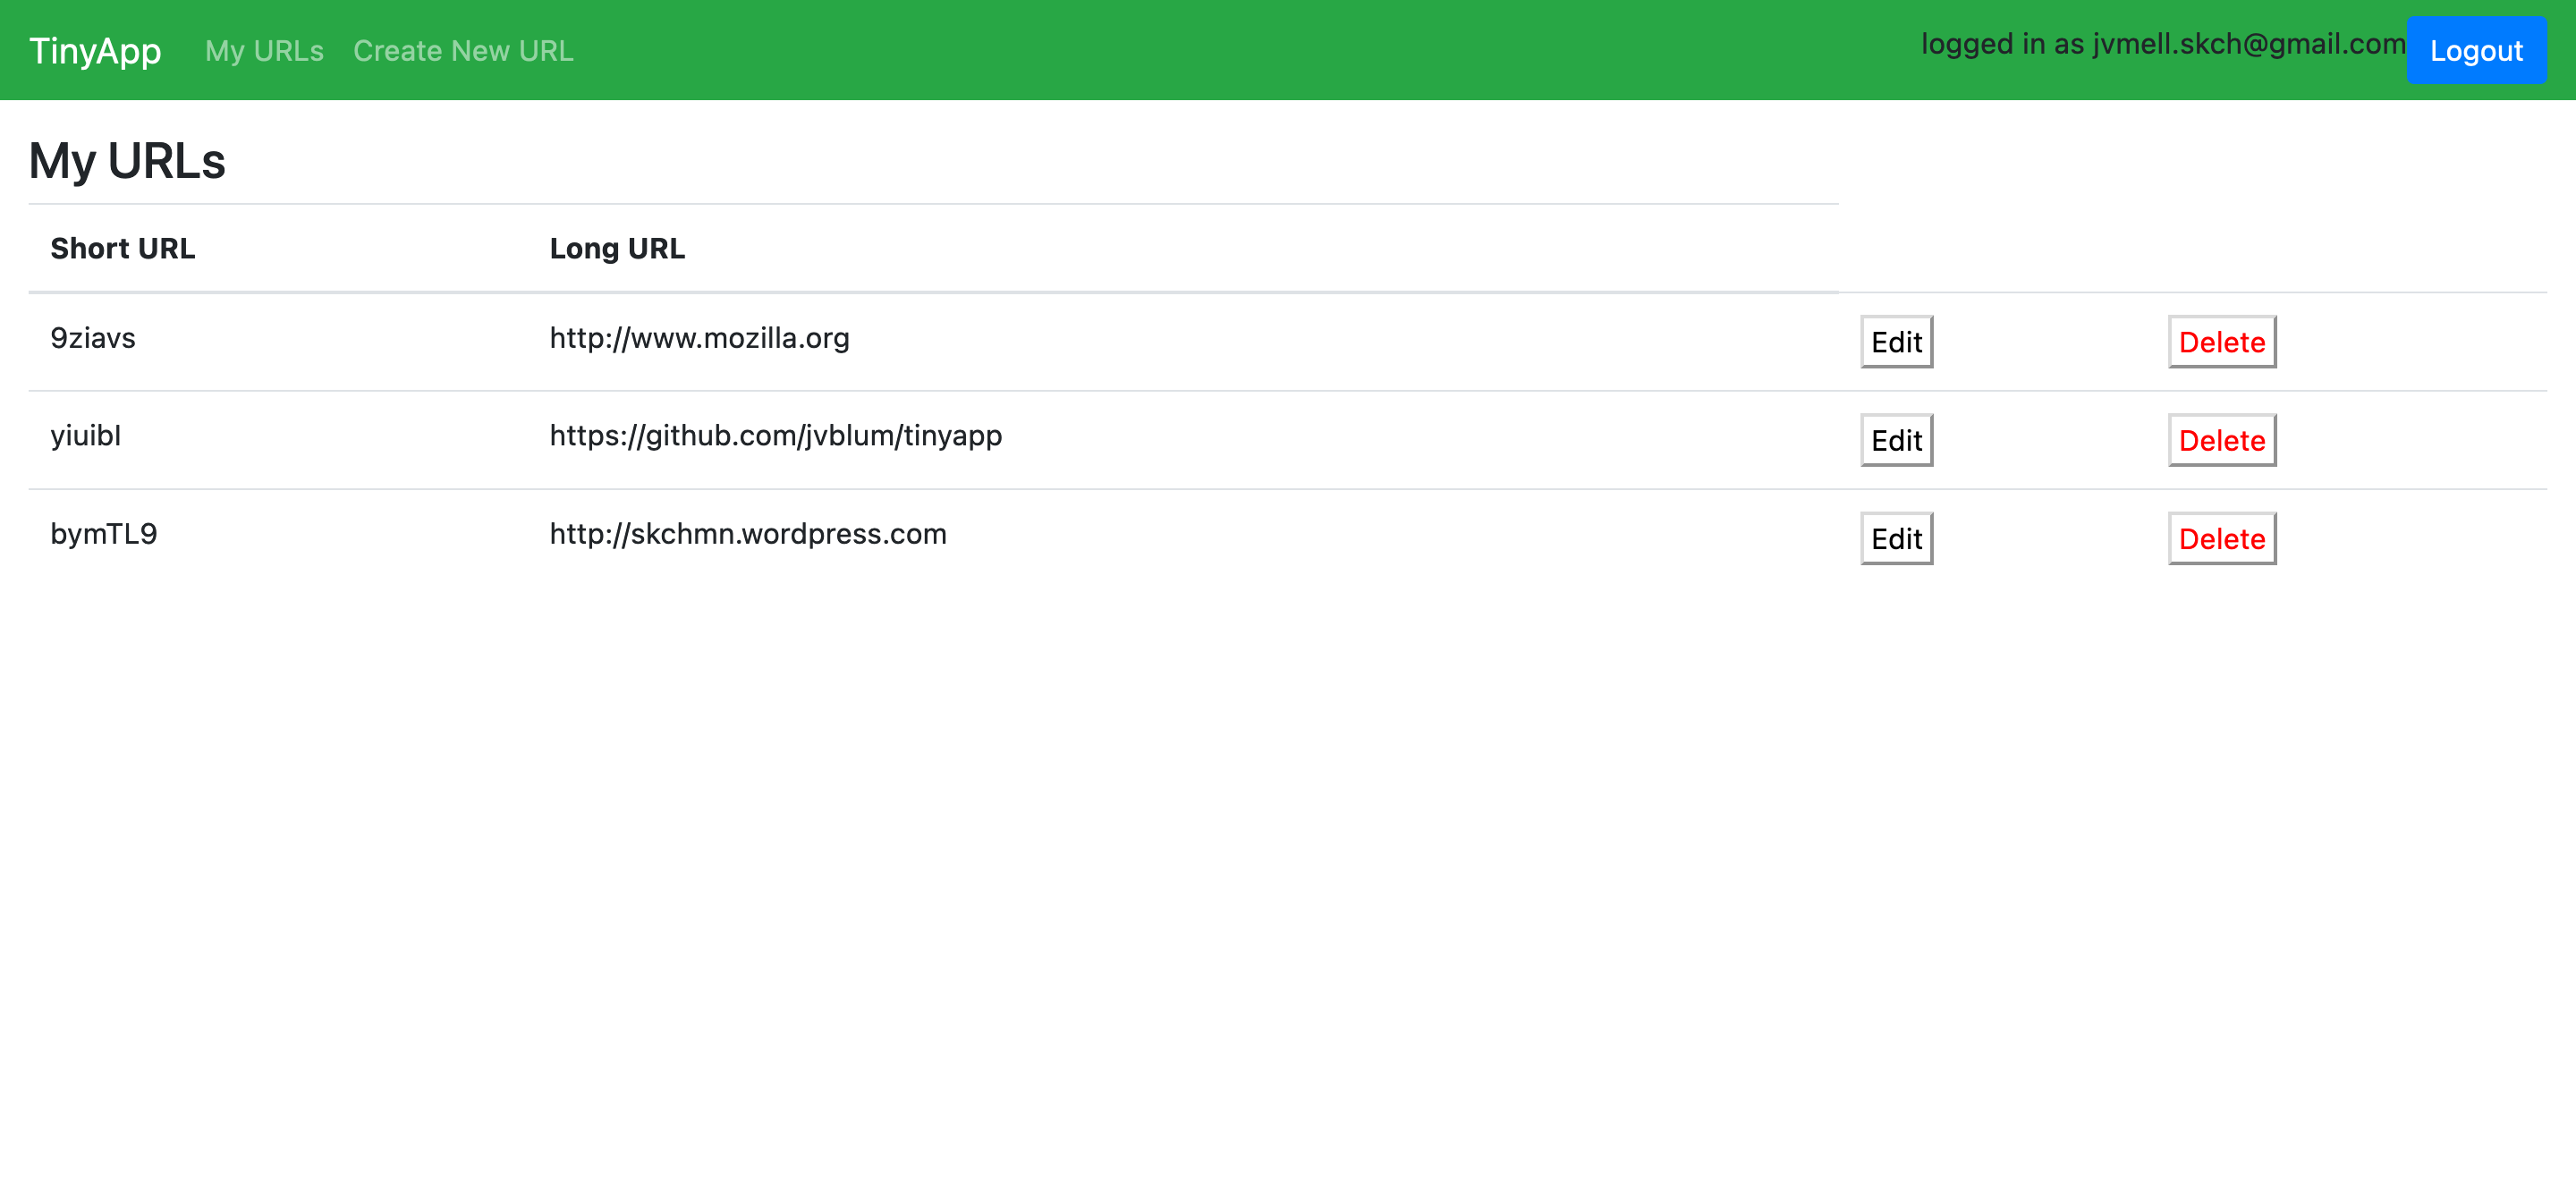 TinyApp My URLs Create New URL logged in as jvmell.skch@gmail.com Logout
My URLs
Short URL Long URL
9ziavs http://www.mozilla.org Edit Delete
yiuibl https://github.com/jvblum/tinyapp Edit Delete
bymTL9 http://skchmn.wordpress.com Edit Delete